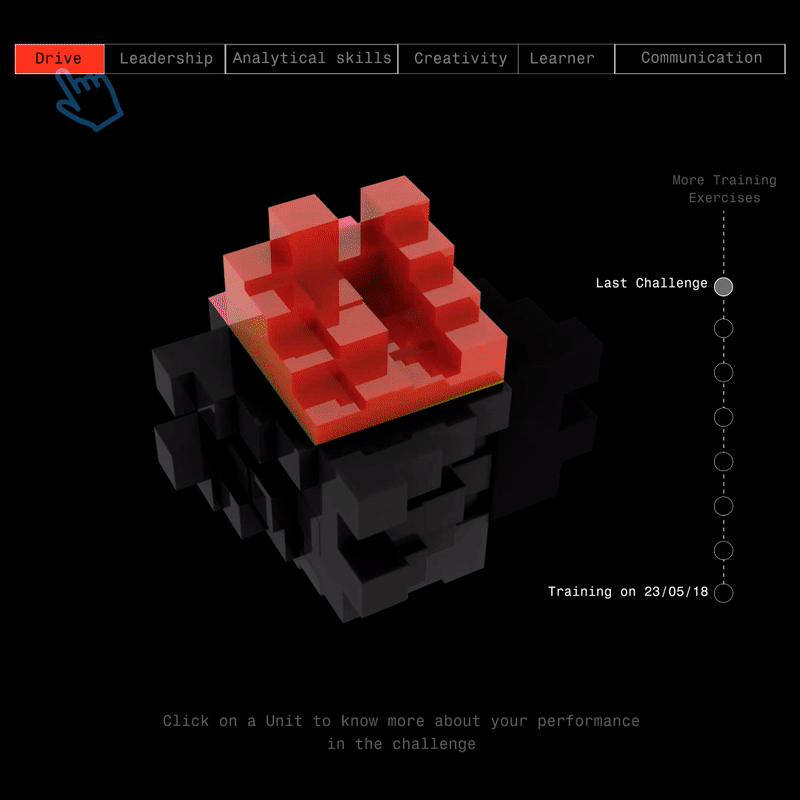 Drive
Leadership
Analytical skills
Creativity
Learner
Communication
More Training
Exercises
Last Challenge
Training on 23/05/18
Click on a Unit to know more about your performance
in the challenge